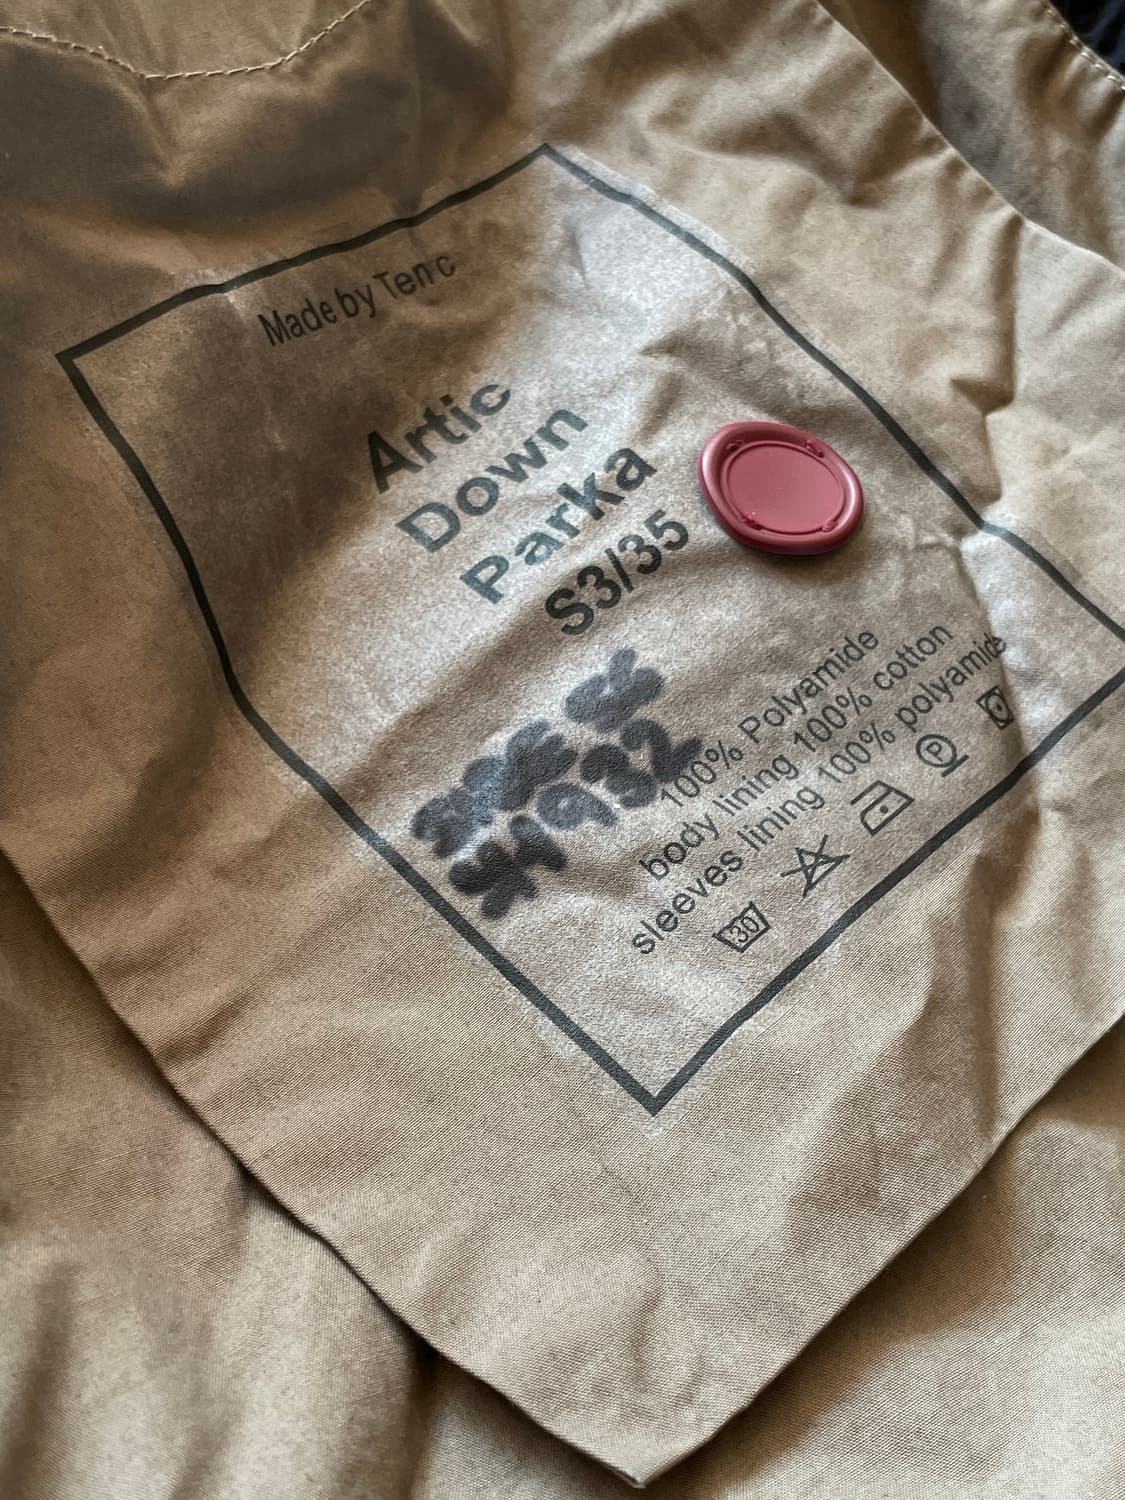 Made by Ten c
Artic
Down
Parka
S3/35
100% Polyamide
body lining 100% cotton
sleeves lining 100% polyamide
30
P